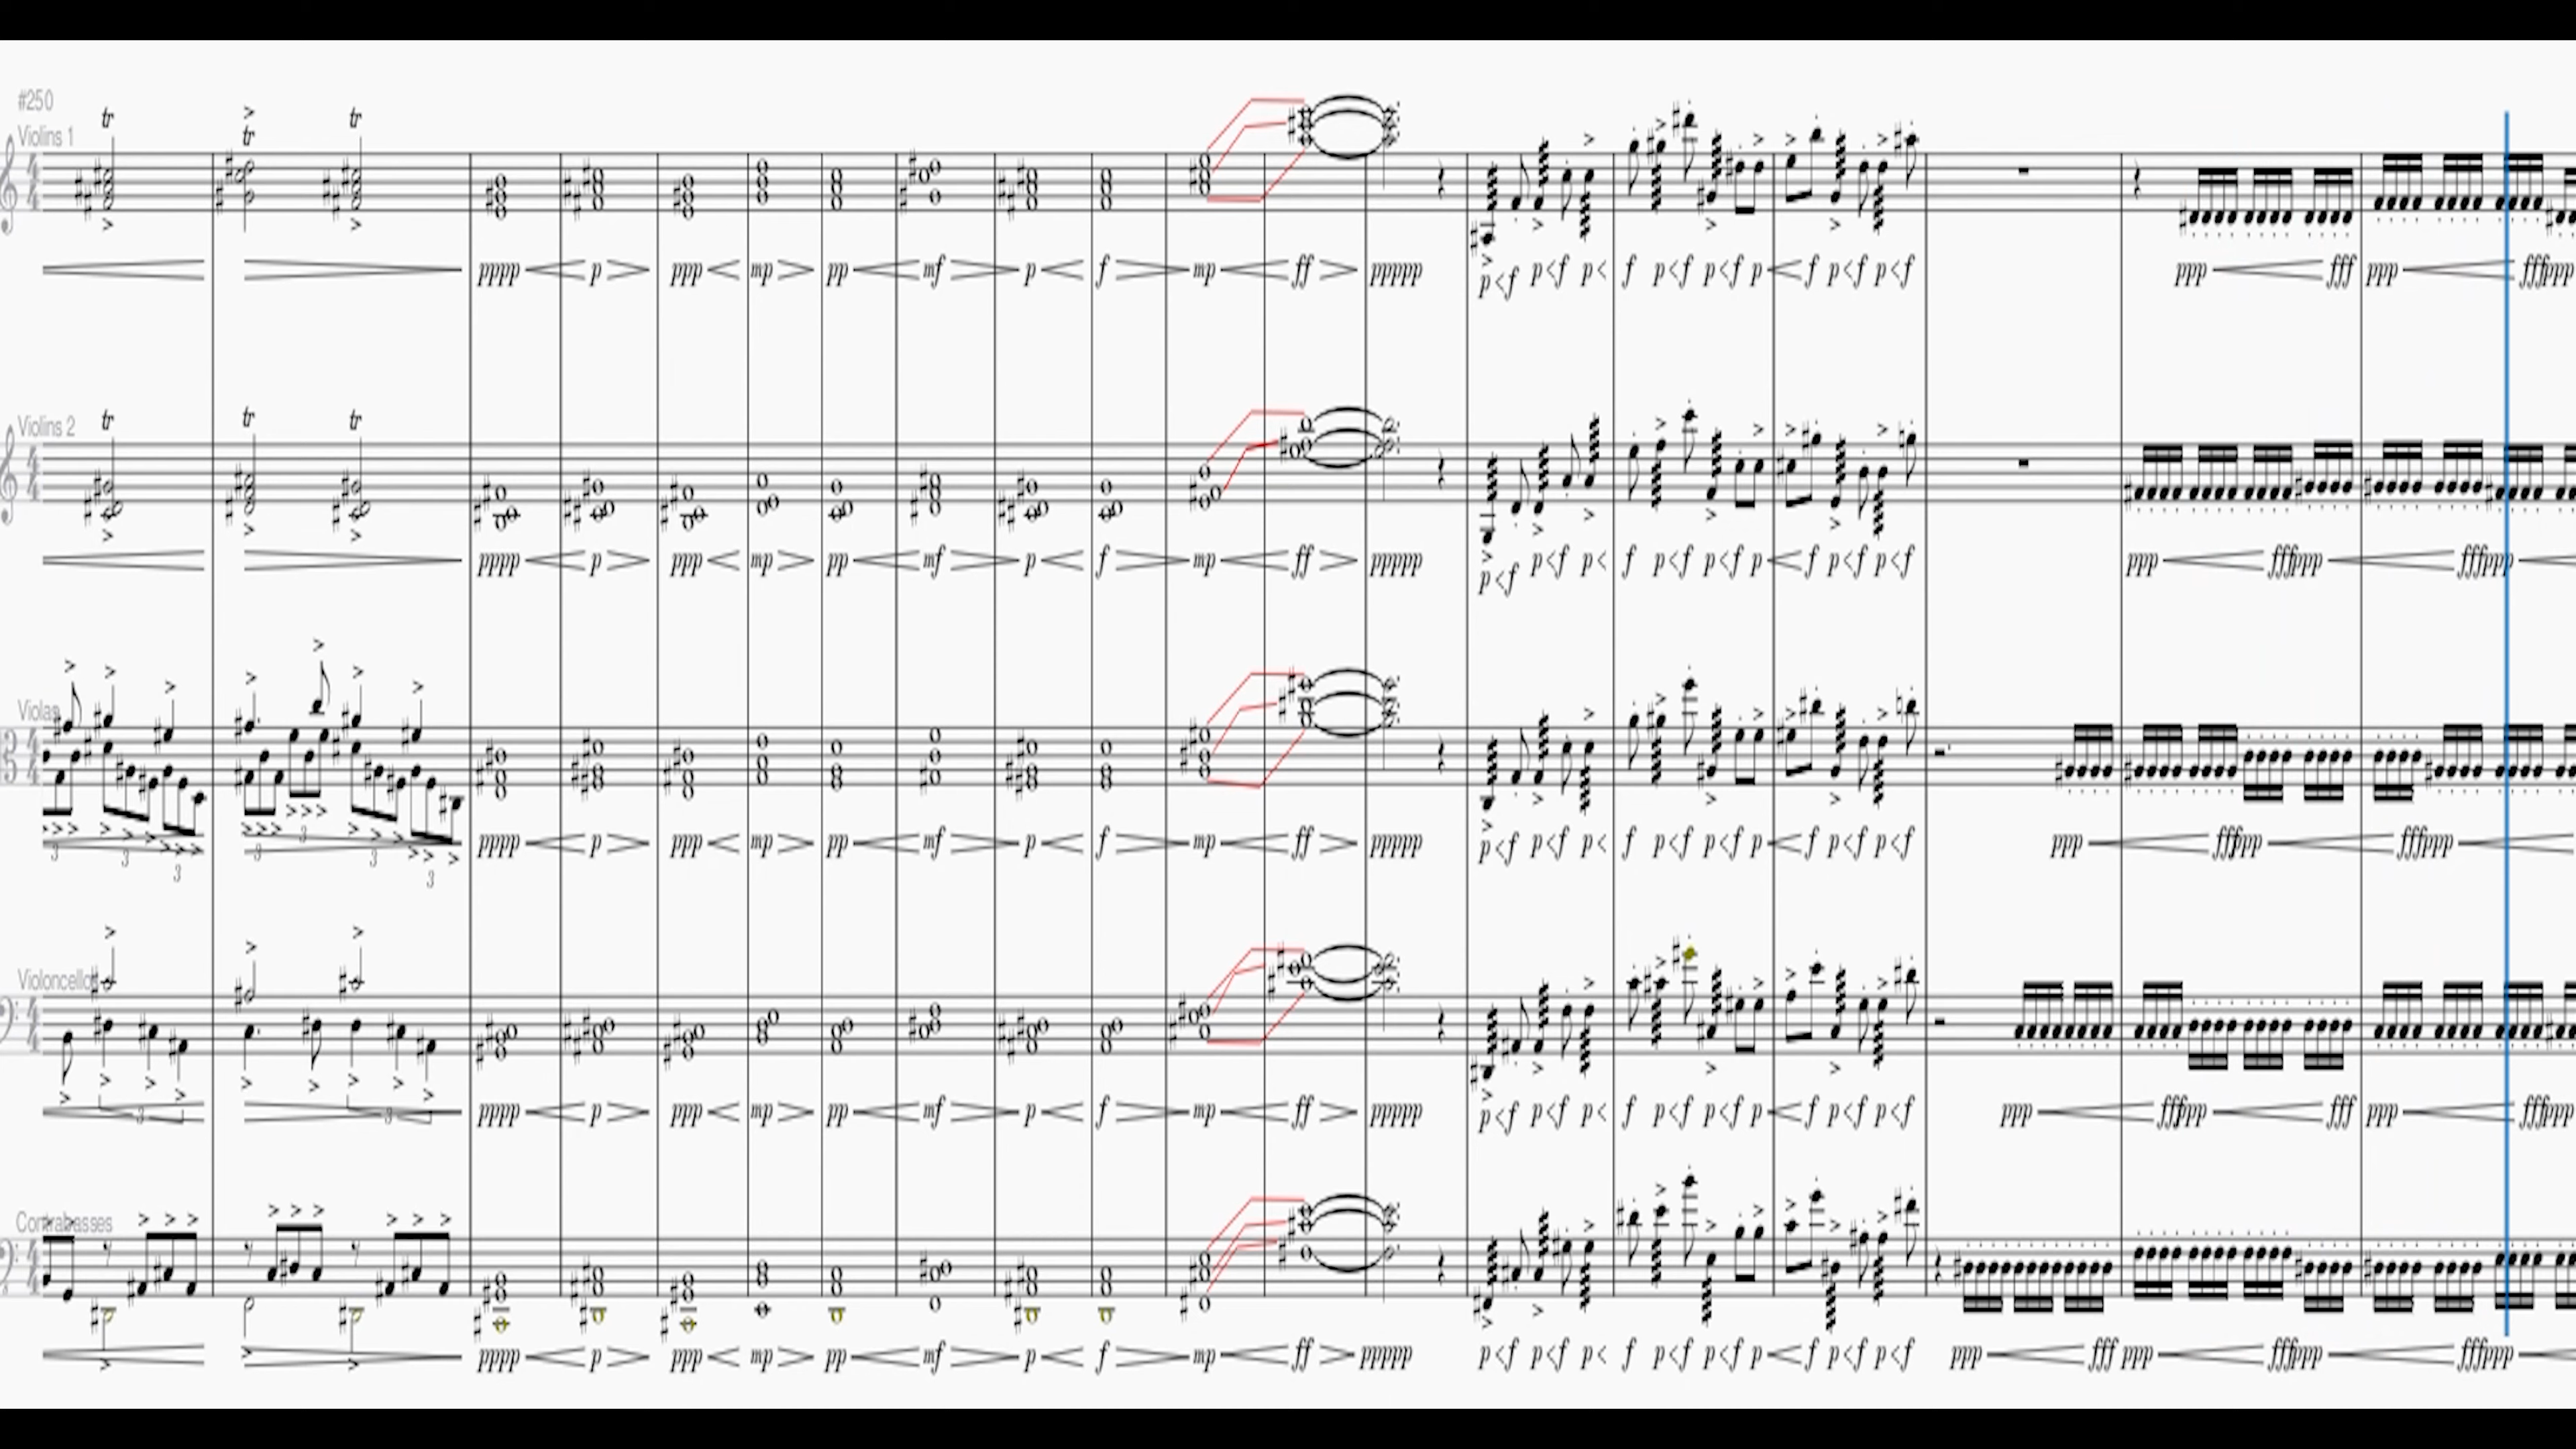 #250
Violins 1
tr tr tr
pppp p ppp mp pp mf p f mp ff ppppp p f p f p f p f p f p f p f p f p f ppp fff ppp fffppp
Violins 2
tr tr tr
pppp p ppp mp pp mf p f mp ff ppppp p f p f p f p f p f p f p f p f p f ppp fffppp fffppp
Violas
3 3 3 3 3 3 3
pppp p ppp mp pp mf p f mp ff ppppp p f p f p f p f p f p f p f p f p f ppp fffppp fffppp
Violoncellos
3 3
pppp p ppp mp pp mf p f mp ff ppppp p f p f p f p f p f p f p f p f p f ppp fffppp fff ppp fffppp
Contrabasses
pppp p ppp mp pp mf p f mp ff ppppp p f p f p f p f p f p f p f p f p f ppp fff ppp fffppp fffppp